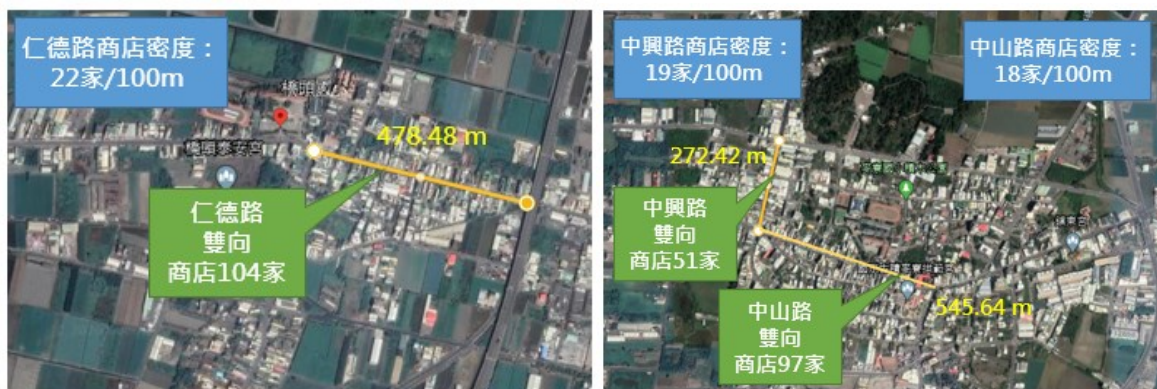 仁德路商店密度：
22家/100m
478.48 m
仁德路
雙向
商店104家
中興路商店密度：
19家/100m
中山路商店密度：
18家/100m
272.42 m
中興路
雙向
商店51家
中山路
雙向
商店97家
545.64 m